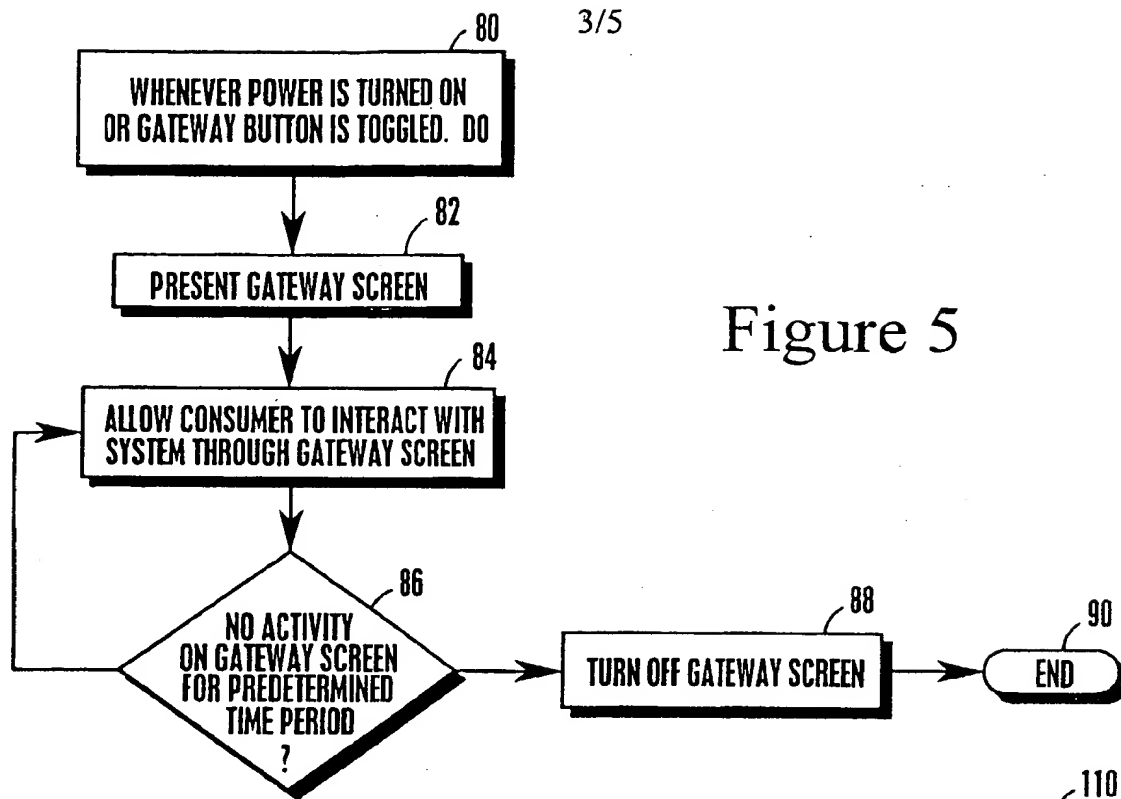 3/5
80
WHENEVER POWER IS TURNED ON
OR GATEWAY BUTTON IS TOGGLED. DO
82
PRESENT GATEWAY SCREEN
Figure 5
84
ALLOW CONSUMER TO INTERACT WITH
SYSTEM THROUGH GATEWAY SCREEN
86
NO ACTIVITY
ON GATEWAY SCREEN
FOR PREDETERMINED
TIME PERIOD
?
88
TURN OFF GATEWAY SCREEN
90
END
110